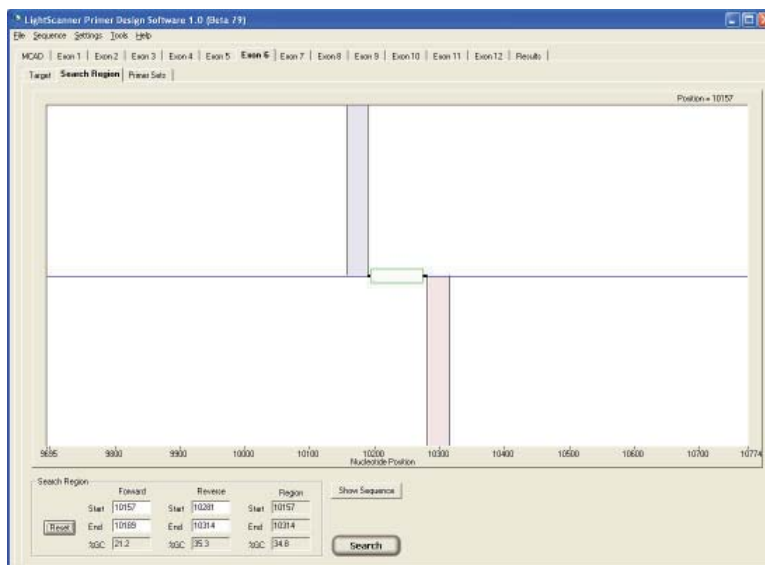 LightScanner Primer Design Software 1.0 (Beta 79)
File Sequence Settings Tools Help
MCAD Exon 1 Exon 2 Exon 3 Exon 4 Exon 5 Exon 6 Exon 7 Exon 8 Exon 9 Exon 10 Exon 11 Exon 12 Results
Target Search Region Primer Sets
Position = 10157
9695 9800 9900 10000 10100 10200 10300 10400 10500 10600 10700 10774
Nucleotide Position
Search Region
Forward Reverse Region Show Sequence
Start 10157 Start 10281 Start 10157
Reset End 10189 End 10314 End 10314
%GC 21.2 %GC 35.3 %GC 34.8 Search